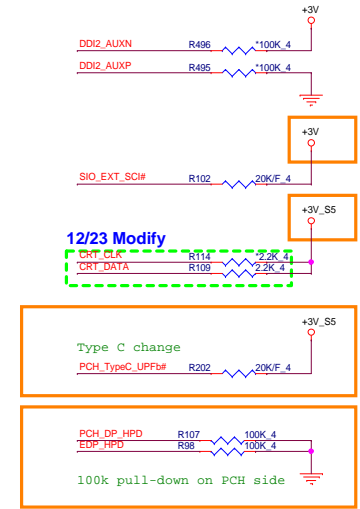 +3V
DDI2_AUXN R496 *100K_4
DDI2_AUXP R495 *100K_4
+3V
SIO_EXT_SCI# R102 20K/F_4
+3V_S5
12/23 Modify
CRT_CLK R114 *2.2K_4
CRT_DATA R109 2.2K_4
+3V_S5
Type C change
PCH_TypeC_UPFb# R202 20K/F_4
PCH_DP_HPD R107 100K_4
EDP_HPD R98 100K_4
100k pull-down on PCH side